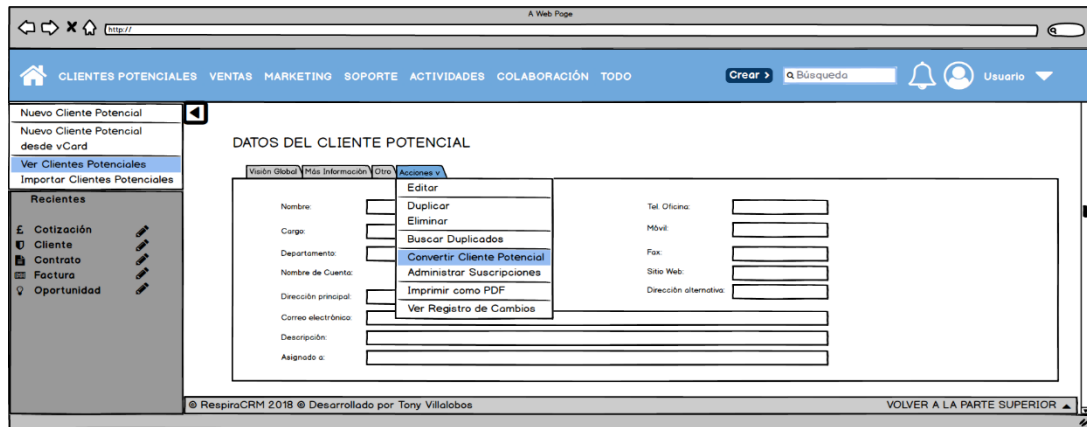 A Web Page
http://
CLIENTES POTENCIALES VENTAS MARKETING SOPORTE ACTIVIDADES COLABORACIÓN TODO Crear > Búsqueda Usuario
Nuevo Cliente Potencial
Nuevo Cliente Potencial
desde vCard
Ver Clientes Potenciales
Importar Clientes Potenciales
Recientes
Cotización
Cliente
Contrato
Factura
Oportunidad
DATOS DEL CLIENTE POTENCIAL
Visión Global Más Información Otro Acciones v
Editar
Duplicar
Eliminar
Buscar Duplicados
Convertir Cliente Potencial
Administrar Suscripciones
Imprimir como PDF
Ver Registro de Cambios
Nombre:
Cargo:
Departamento:
Nombre de Cuenta:
Dirección principal:
Correo electrónico:
Descripción:
Asignado a:
Tel. Oficina:
Móvil:
Fax:
Sitio Web:
Dirección alternativa:
© RespiraCRM 2018 © Desarrollado por Tony Villalobos VOLVER A LA PARTE SUPERIOR